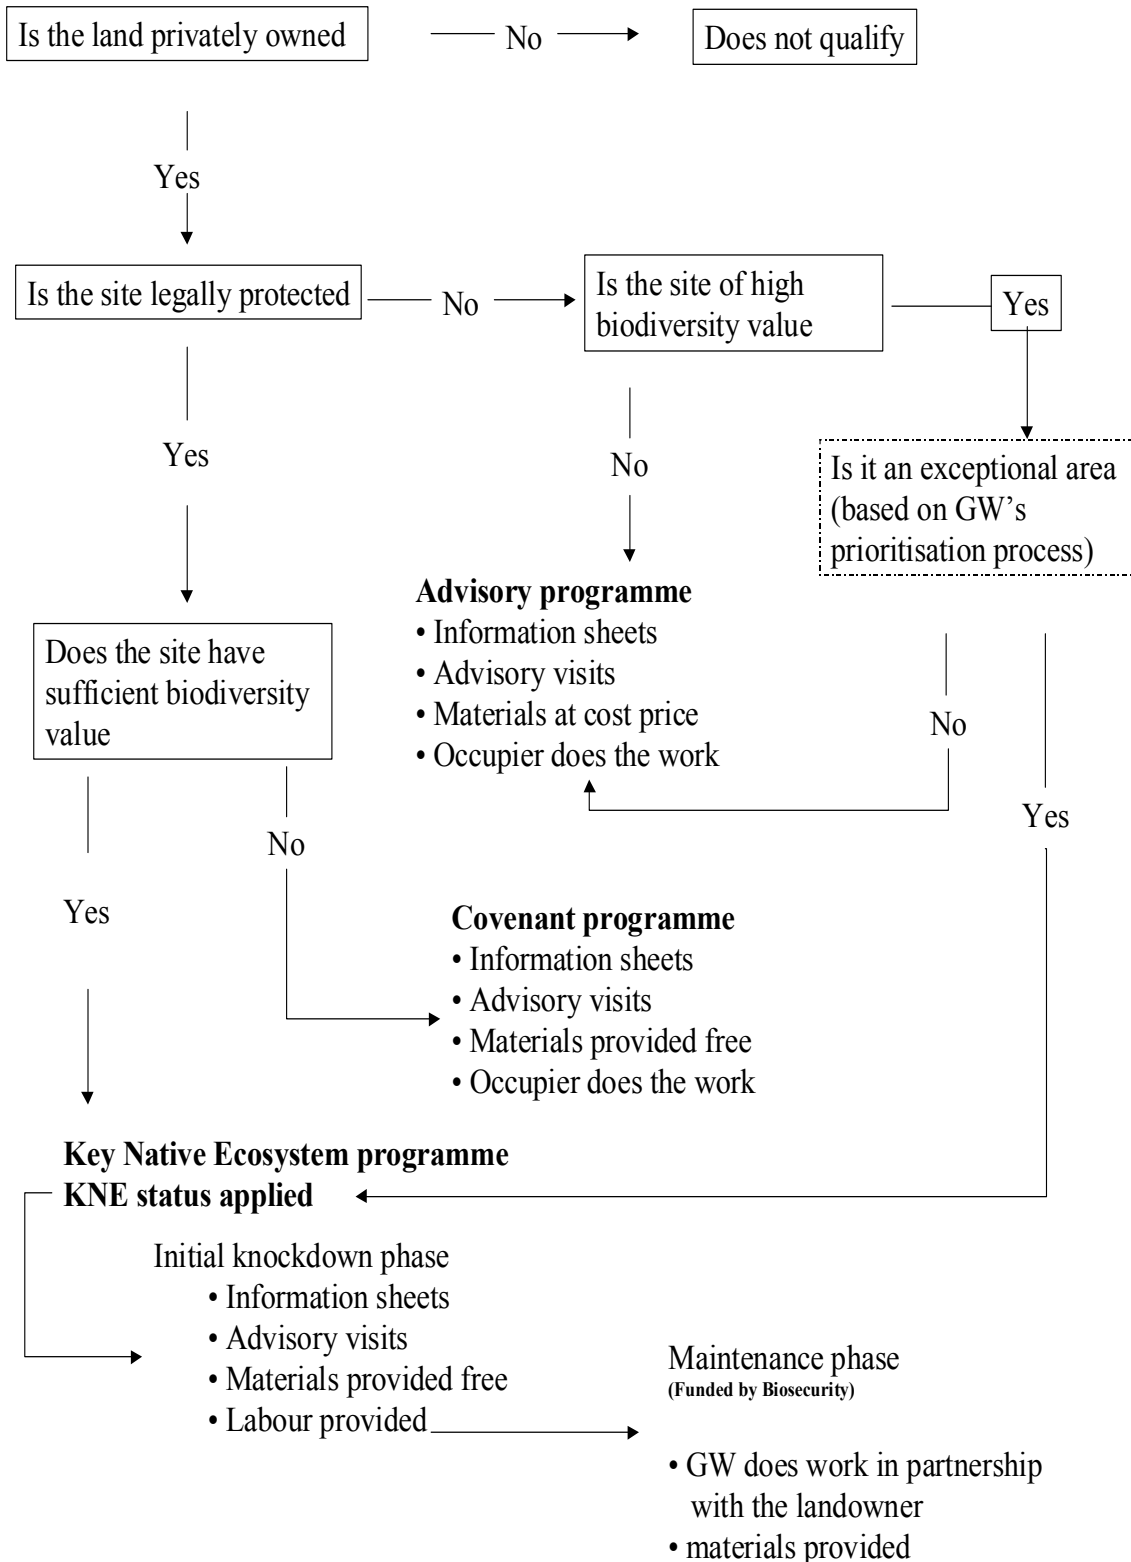 Is the land privately owned
No
Does not qualify
Yes
Is the site legally protected
No
Is the site of high
biodiversity value
Yes
Yes
No
Is it an exceptional area
(based on GW’s
prioritisation process)
Advisory programme
• Information sheets
• Advisory visits
• Materials at cost price
• Occupier does the work
Does the site have
sufficient biodiversity
value
No
Yes
No
Yes
Covenant programme
• Information sheets
• Advisory visits
• Materials provided free
• Occupier does the work
Key Native Ecosystem programme
KNE status applied
Initial knockdown phase
• Information sheets
• Advisory visits
• Materials provided free
• Labour provided
Maintenance phase
(Funded by Biosecurity)
• GW does work in partnership
with the landowner
• materials provided